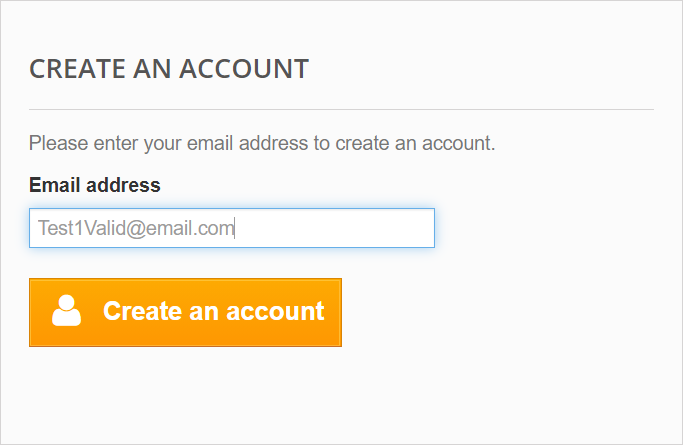 CREATE AN ACCOUNT
Please enter your email address to create an account.
Email address
Test1Valid@email.com
Create an account